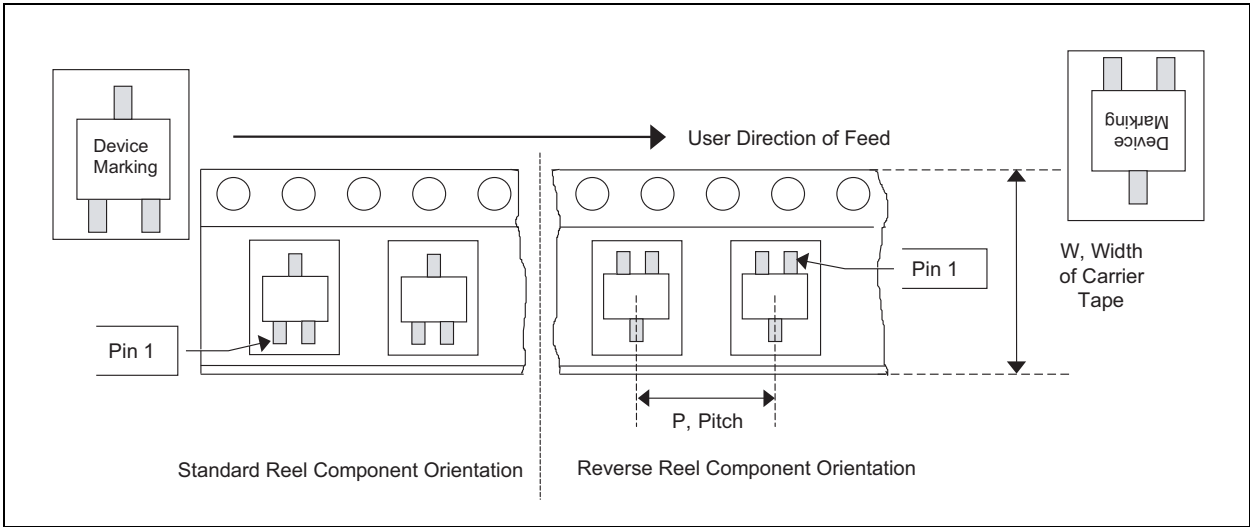 Device
Marking
User Direction of Feed
Device
Marking
Pin 1
W, Width
of Carrier
Tape
Pin 1
P, Pitch
Standard Reel Component Orientation
Reverse Reel Component Orientation